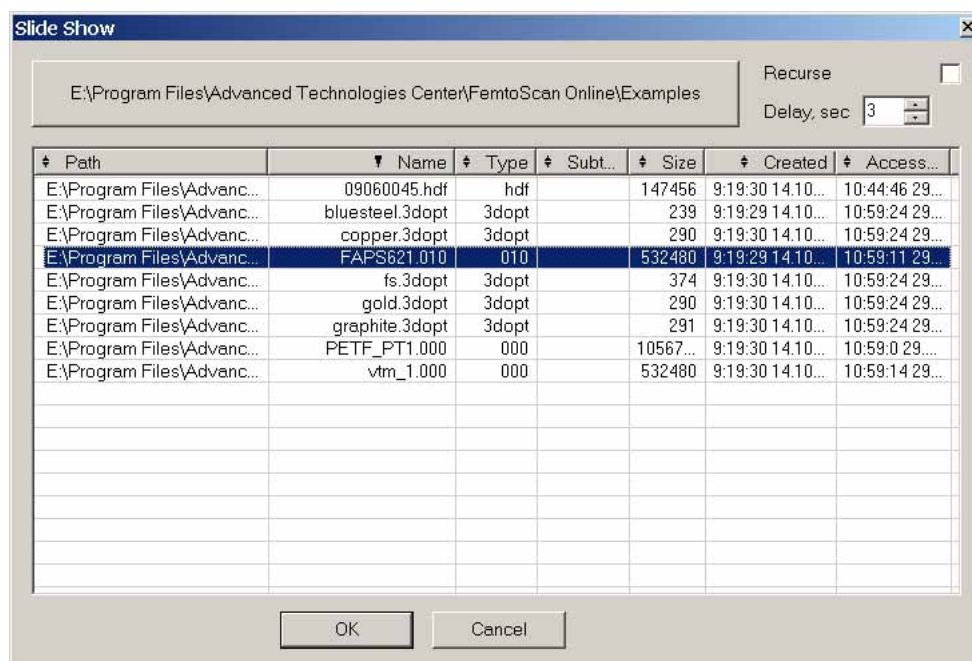 Slide Show
E:\Program Files\Advanced Technologies Center\FemtoScan Online\Examples
Recurse
Delay, sec 3
Path Name Type Subt... Size Created Access...
E:\Program Files\Advanc... 09060045.hdf hdf 147456 9:19:30 14.10... 10:44:46 29...
E:\Program Files\Advanc... bluesteel.3dopt 3dopt 239 9:19:29 14.10... 10:59:24 29...
E:\Program Files\Advanc... copper.3dopt 3dopt 290 9:19:30 14.10... 10:59:24 29...
E:\Program Files\Advanc... FAPS621.010 010 532480 9:19:29 14.10... 10:59:11 29...
E:\Program Files\Advanc... fs.3dopt 3dopt 374 9:19:30 14.10... 10:59:24 29...
E:\Program Files\Advanc... gold.3dopt 3dopt 290 9:19:30 14.10... 10:59:24 29...
E:\Program Files\Advanc... graphite.3dopt 3dopt 291 9:19:30 14.10... 10:59:24 29...
E:\Program Files\Advanc... PETF_PT1.000 000 10567... 9:19:30 14.10... 10:59:0 29....
E:\Program Files\Advanc... vtm_1.000 000 532480 9:19:30 14.10... 10:59:14 29...
OK Cancel